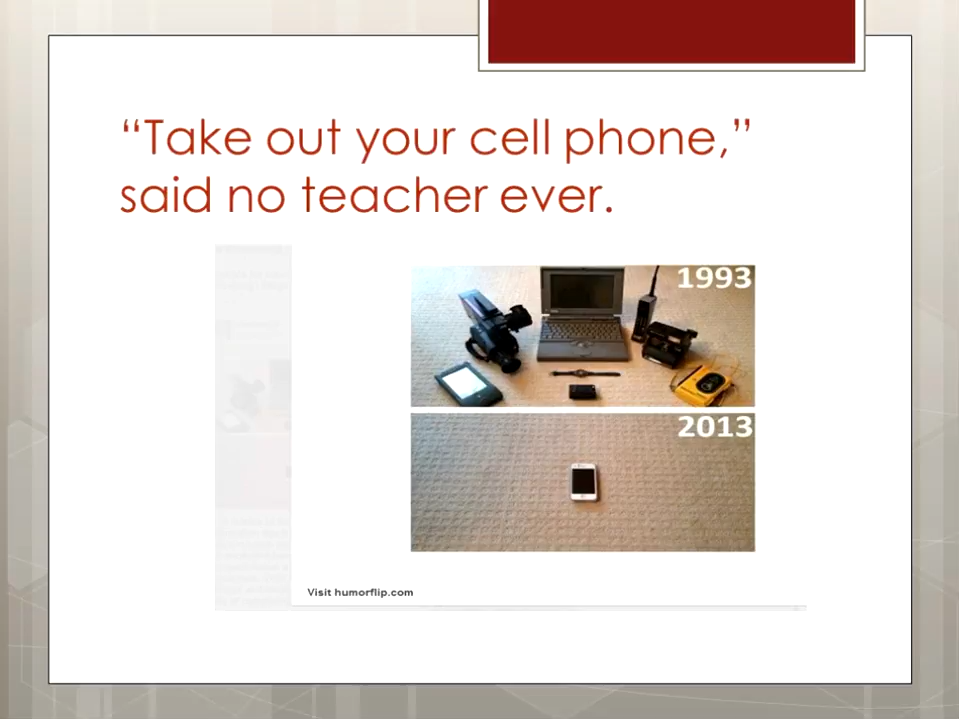 “Take out your cell phone,”
said no teacher ever.
1993
2013
Visit humorflip.com